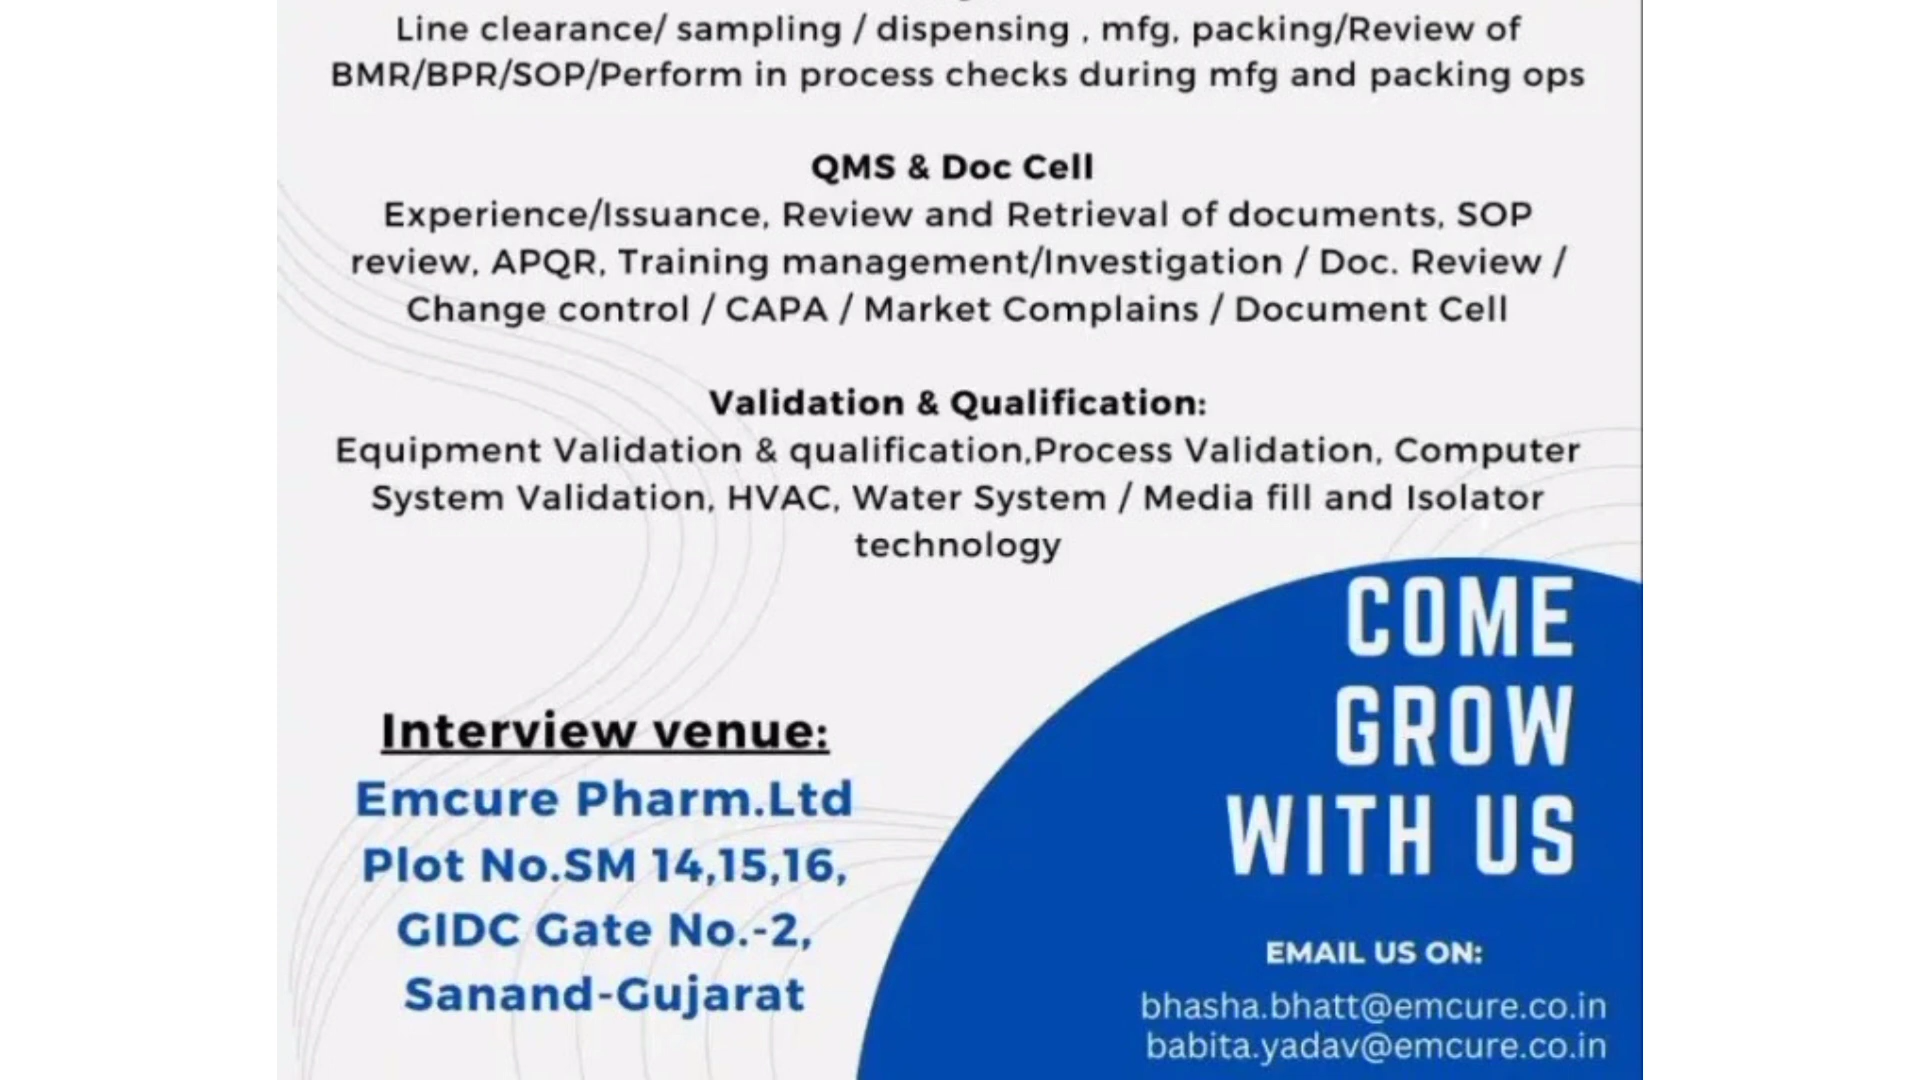 Line clearance/ sampling / dispensing , mfg, packing/Review of
BMR/BPR/SOP/Perform in process checks during mfg and packing ops
QMS & Doc Cell
Experience/Issuance, Review and Retrieval of documents, SOP
review, APQR, Training management/Investigation / Doc. Review /
Change control / CAPA / Market Complains / Document Cell
Validation & Qualification:
Equipment Validation & qualification,Process Validation, Computer
System Validation, HVAC, Water System / Media fill and Isolator
technology
Interview venue:
Emcure Pharm.Ltd
Plot No.SM 14,15,16,
GIDC Gate No.-2,
Sanand-Gujarat
COME
GROW
WITH US
EMAIL US ON:
bhasha.bhatt@emcure.co.in
babita.yadav@emcure.co.in